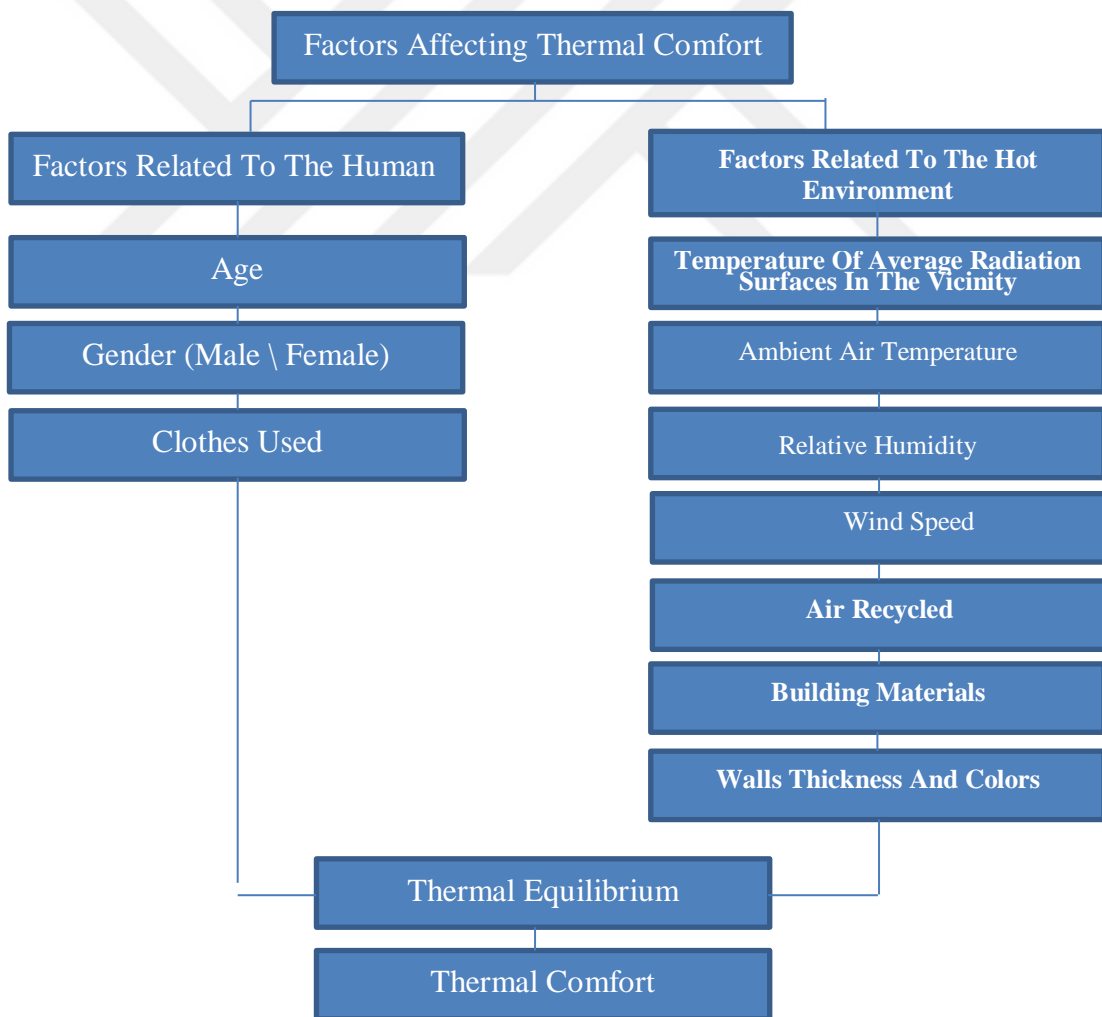 Factors Affecting Thermal Comfort
Factors Related To The Human
Age
Gender (Male \ Female)
Clothes Used
Factors Related To The Hot
Environment
Temperature Of Average Radiation
Surfaces In The Vicinity
Ambient Air Temperature
Relative Humidity
Wind Speed
Air Recycled
Building Materials
Walls Thickness And Colors
Thermal Equilibrium
Thermal Comfort